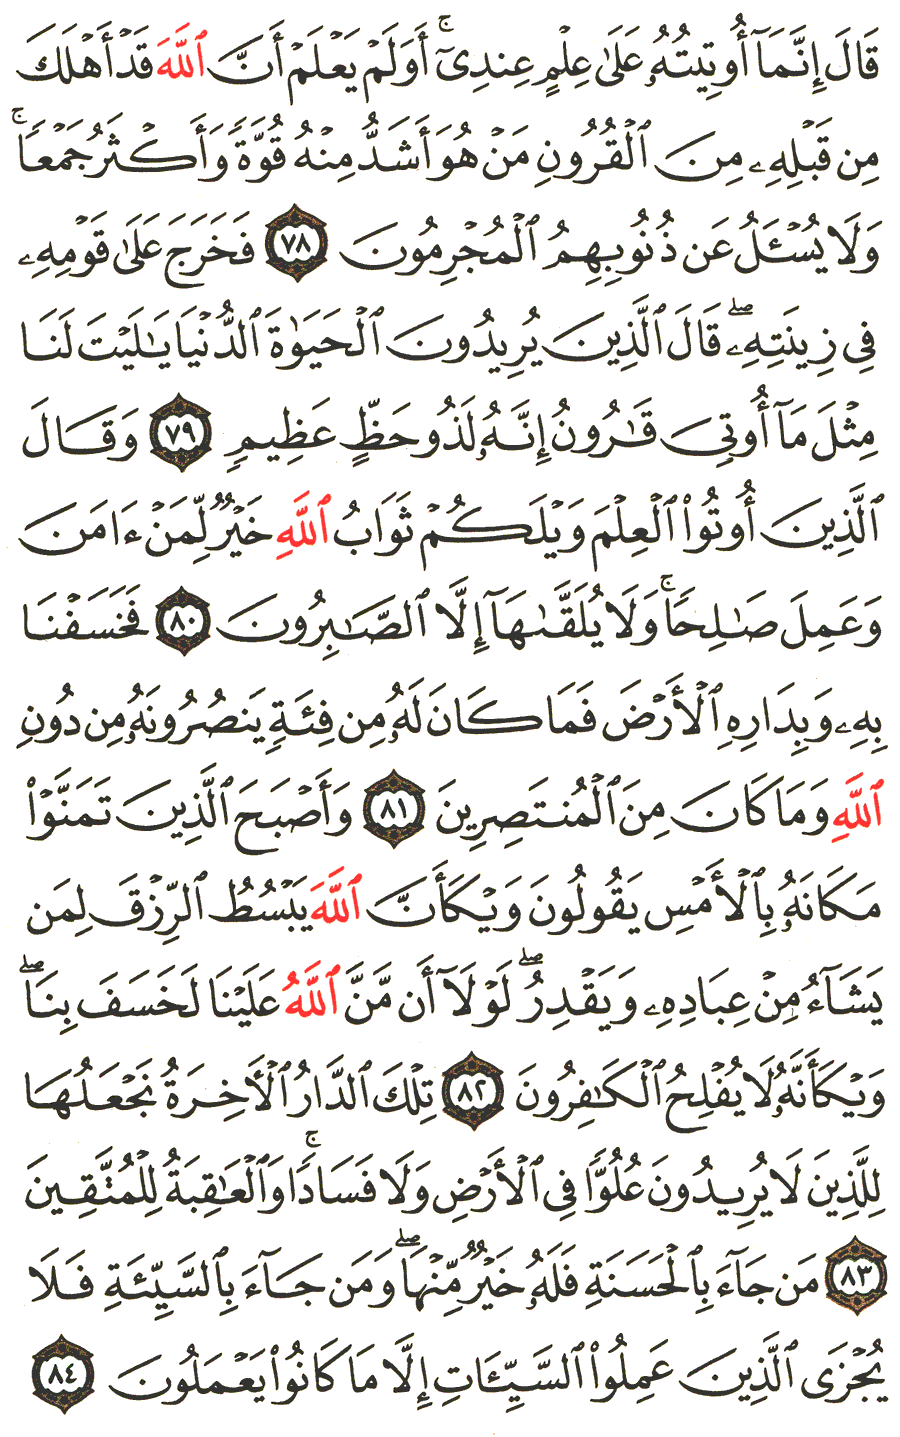 قَالَ إِنَّمَآ أُوتِيتُهُۥ عَلَىٰ عِلْمٍ عِندِىٓ ۚ أَوَلَمْ يَعْلَمْ أَنَّ ٱللَّهَ قَدْ أَهْلَكَ
مِن قَبْلِهِۦ مِنَ ٱلْقُرُونِ مَنْ هُوَ أَشَدُّ مِنْهُ قُوَّةً وَأَكْثَرُ جَمْعًا ۚ
وَلَا يُسْـَٔلُ عَن ذُنُوبِهِمُ ٱلْمُجْرِمُونَ ٧٨ فَخَرَجَ عَلَىٰ قَوْمِهِۦ
فِى زِينَتِهِۦ ۖ قَالَ ٱلَّذِينَ يُرِيدُونَ ٱلْحَيَوٰةَ ٱلدُّنْيَا يَـٰلَيْتَ لَنَا
مِثْلَ مَآ أُوتِىَ قَـٰرُونُ إِنَّهُۥ لَذُو حَظٍّ عَظِيمٍ ٧٩ وَقَالَ
ٱلَّذِينَ أُوتُوا۟ ٱلْعِلْمَ وَيْلَكُمْ ثَوَابُ ٱللَّهِ خَيْرٌ لِّمَنْ ءَامَنَ
وَعَمِلَ صَـٰلِحًا ۚ وَلَا يُلَقَّىٰهَآ إِلَّا ٱلصَّـٰبِرُونَ ٨٠ فَخَسَفْنَا
بِهِۦ وَبِدَارِهِ ٱلْأَرْضَ فَمَا كَانَ لَهُۥ مِن فِئَةٍ يَنصُرُونَهُۥ مِن دُونِ
ٱللَّهِ وَمَا كَانَ مِنَ ٱلْمُنتَصِرِينَ ٨١ وَأَصْبَحَ ٱلَّذِينَ تَمَنَّوْا۟
مَكَانَهُۥ بِٱلْأَمْسِ يَقُولُونَ وَيْكَأَنَّ ٱللَّهَ يَبْسُطُ ٱلرِّزْقَ لِمَن
يَشَآءُ مِنْ عِبَادِهِۦ وَيَقْدِرُ ۖ لَوْلَآ أَن مَّنَّ ٱللَّهُ عَلَيْنَا لَخَسَفَ بِنَا ۖ
وَيْكَأَنَّهُۥ لَا يُفْلِحُ ٱلْكَـٰفِرُونَ ٨٢ تِلْكَ ٱلدَّارُ ٱلْأَخِرَةُ نَجْعَلُهَا
لِلَّذِينَ لَا يُرِيدُونَ عُلُوًّا فِى ٱلْأَرْضِ وَلَا فَسَادًا ۚ وَٱلْعَـٰقِبَةُ لِلْمُتَّقِينَ
٨٣ مَن جَآءَ بِٱلْحَسَنَةِ فَلَهُۥ خَيْرٌ مِّنْهَا ۖ وَمَن جَآءَ بِٱلسَّيِّئَةِ فَلَا
يُجْزَى ٱلَّذِينَ عَمِلُوا۟ ٱلسَّيِّـَٔاتِ إِلَّا مَا كَانُوا۟ يَعْمَلُونَ ٨٤